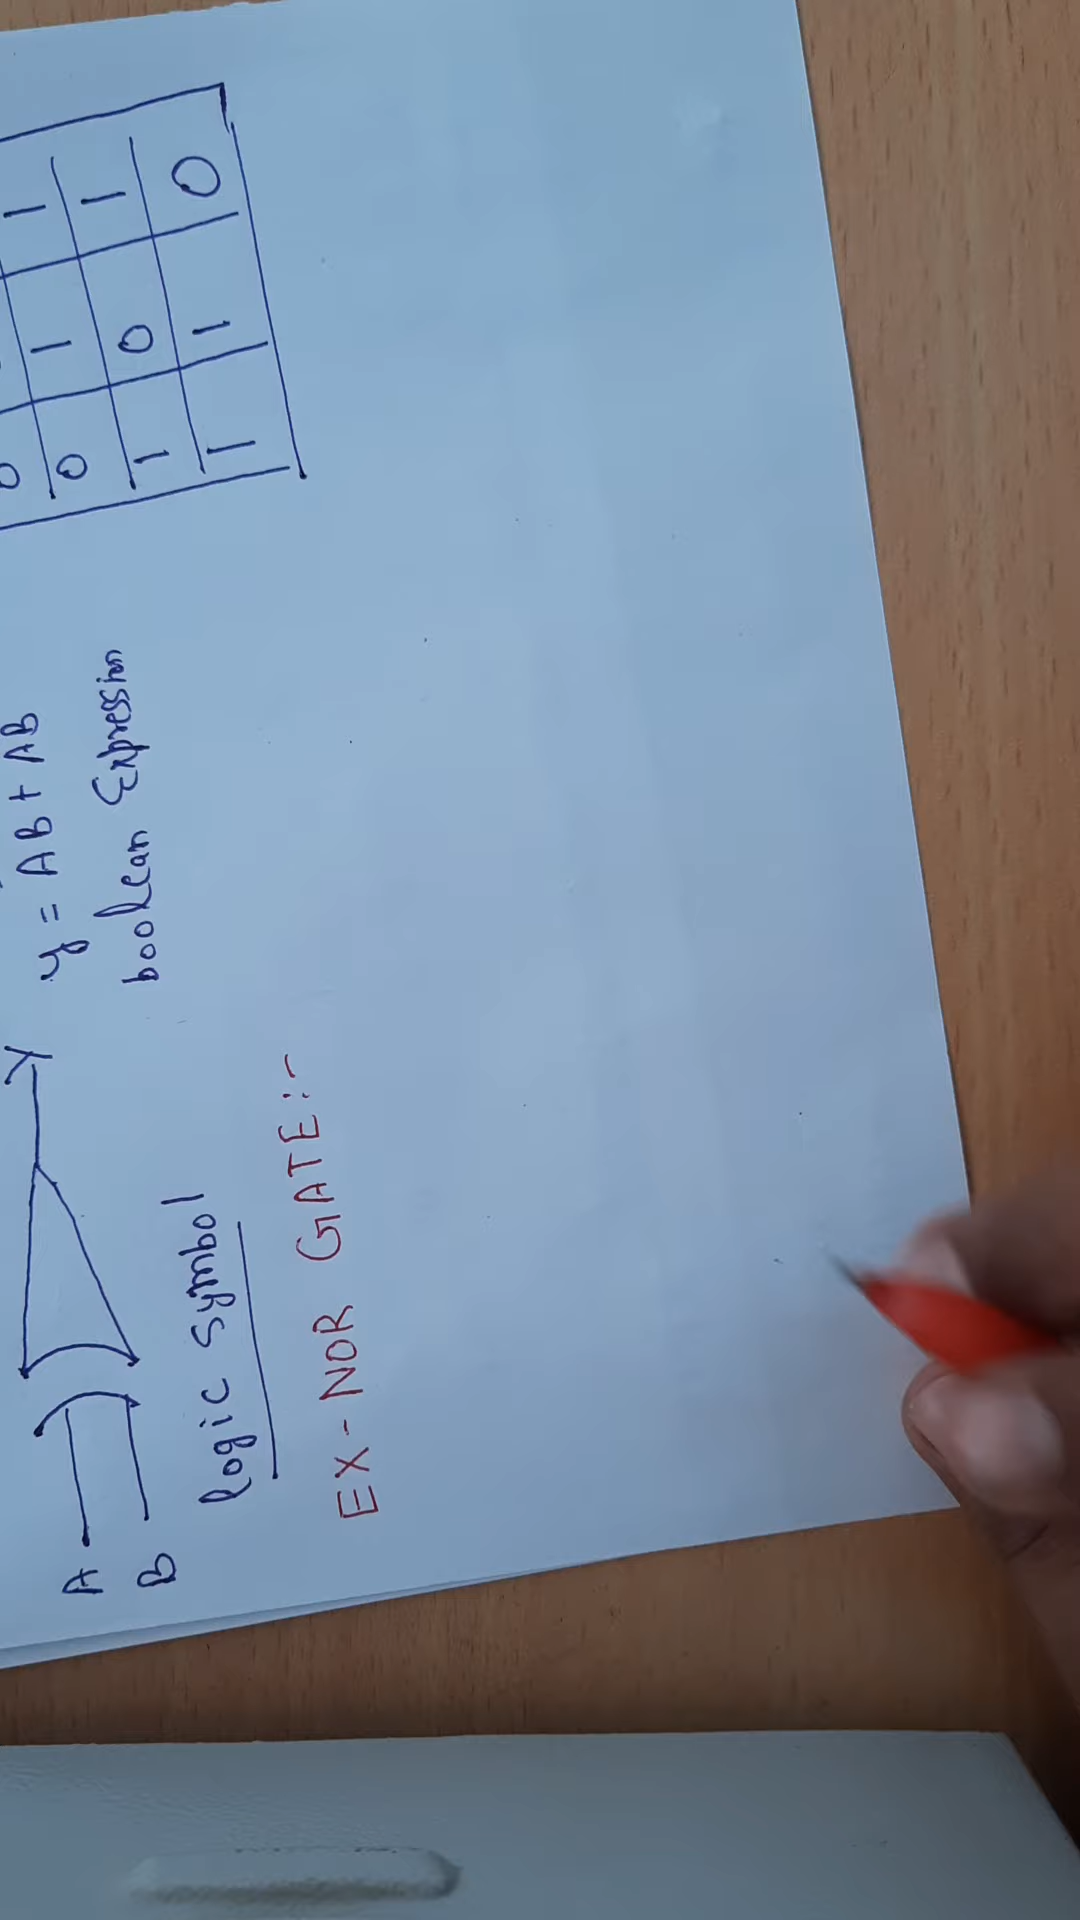 0 1
0 1 1
1 0 1
1 1 0
A
B
Y
y = AB + AB
boolean Expression
logic Symbol
EX-NOR GATE:-